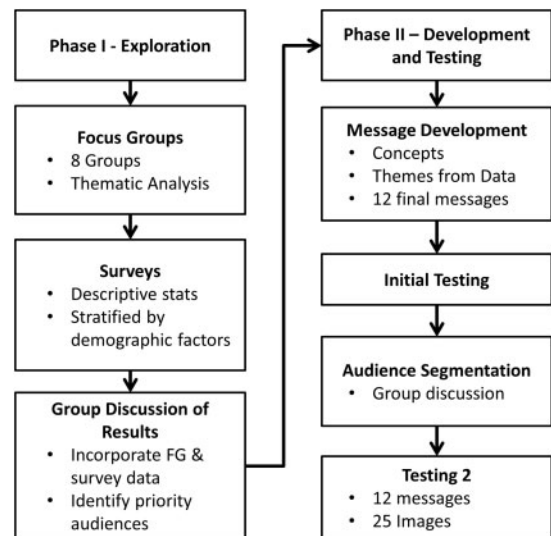 Phase I - Exploration
Focus Groups
• 8 Groups
• Thematic Analysis
Surveys
• Descriptive stats
• Stratified by
demographic factors
Group Discussion of
Results
• Incorporate FG &
survey data
• Identify priority
audiences
Phase II – Development
and Testing
Message Development
• Concepts
• Themes from Data
• 12 final messages
Initial Testing
Audience Segmentation
• Group discussion
Testing 2
• 12 messages
• 25 Images